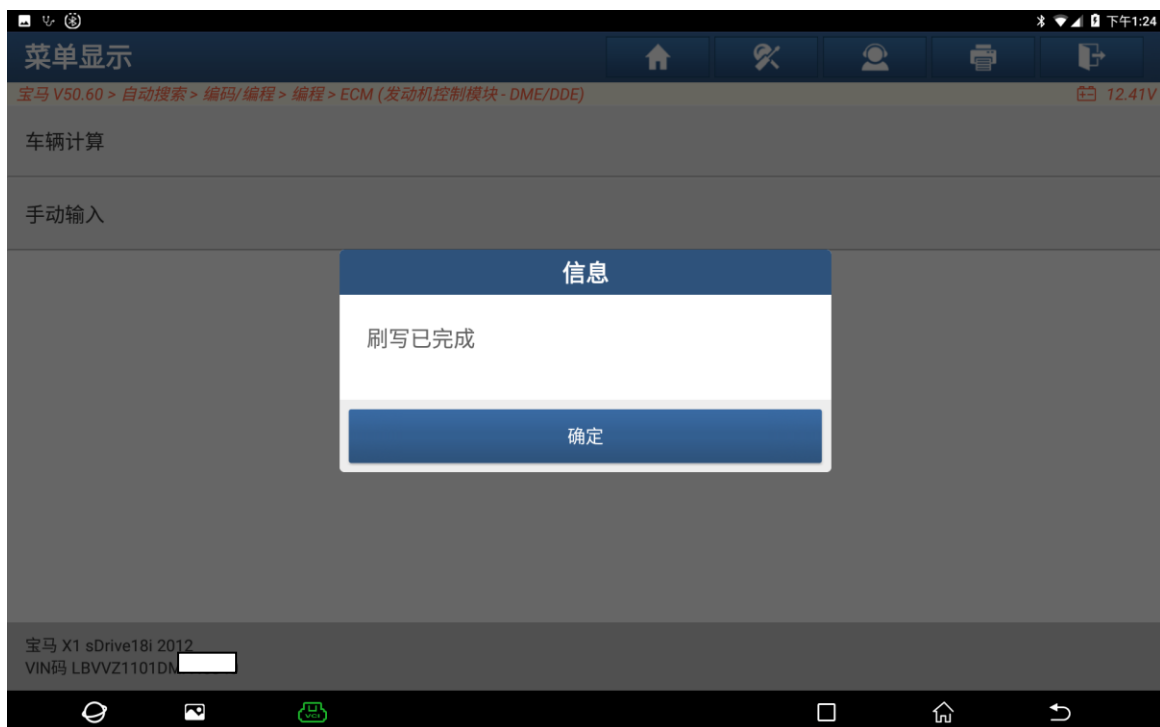 下午1:24
菜单显示
宝马 V50.60 > 自动搜索 > 编码/编程 > 编程 > ECM (发动机控制模块 - DME/DDE)
12.41V
车辆计算
手动输入
信息
刷写已完成
确定
宝马 X1 sDrive18i 2012
VIN码 LBVVZ1101DM
VCI